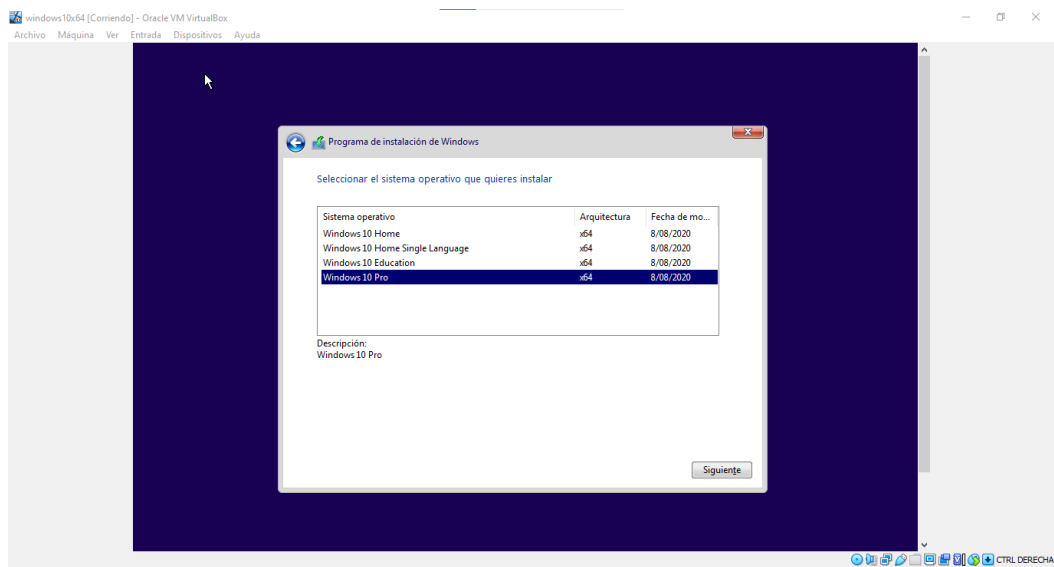 windows10x64 [Corriendo] - Oracle VM VirtualBox
Archivo Máquina Ver Entrada Dispositivos Ayuda
Programa de instalación de Windows
Seleccionar el sistema operativo que quieres instalar
Sistema operativo Arquitectura Fecha de mo...
Windows 10 Home x64 8/08/2020
Windows 10 Home Single Language x64 8/08/2020
Windows 10 Education x64 8/08/2020
Windows 10 Pro x64 8/08/2020
Descripción:
Windows 10 Pro
Siguiente
CTRL DERECHA